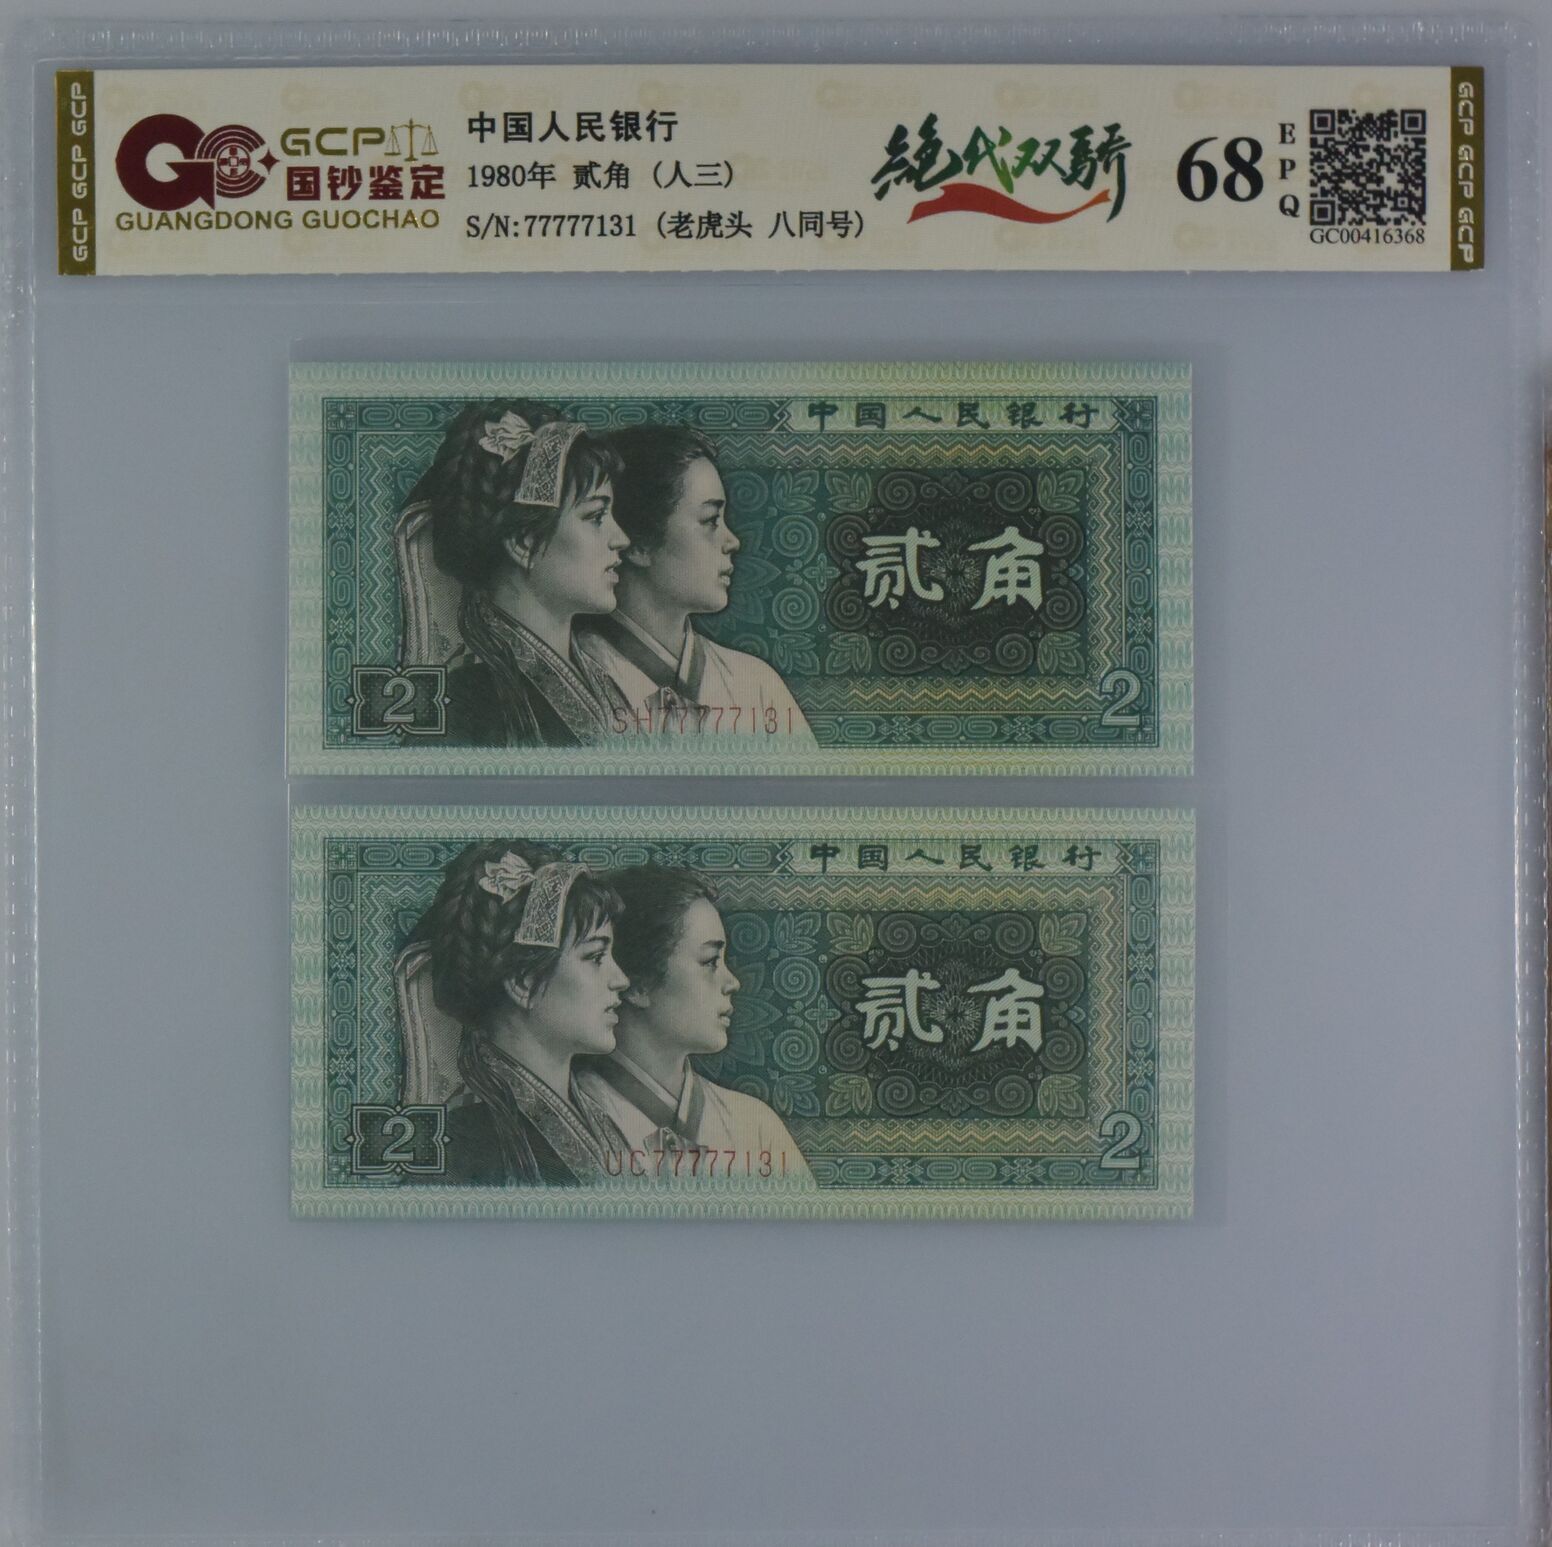 GCP GCP GCP
GCP
国钞鉴定
GUANGDONG GUOCHAO
中国人民银行
1980年 贰角 (人三)
S/N:77777131 (老虎头 八同号)
绝代双骄
68
EPQ
GC00416368
GCP GCP GCP
中国人民银行
贰角
2
SH77777131
2
中国人民银行
贰角
2
UC77777131
2